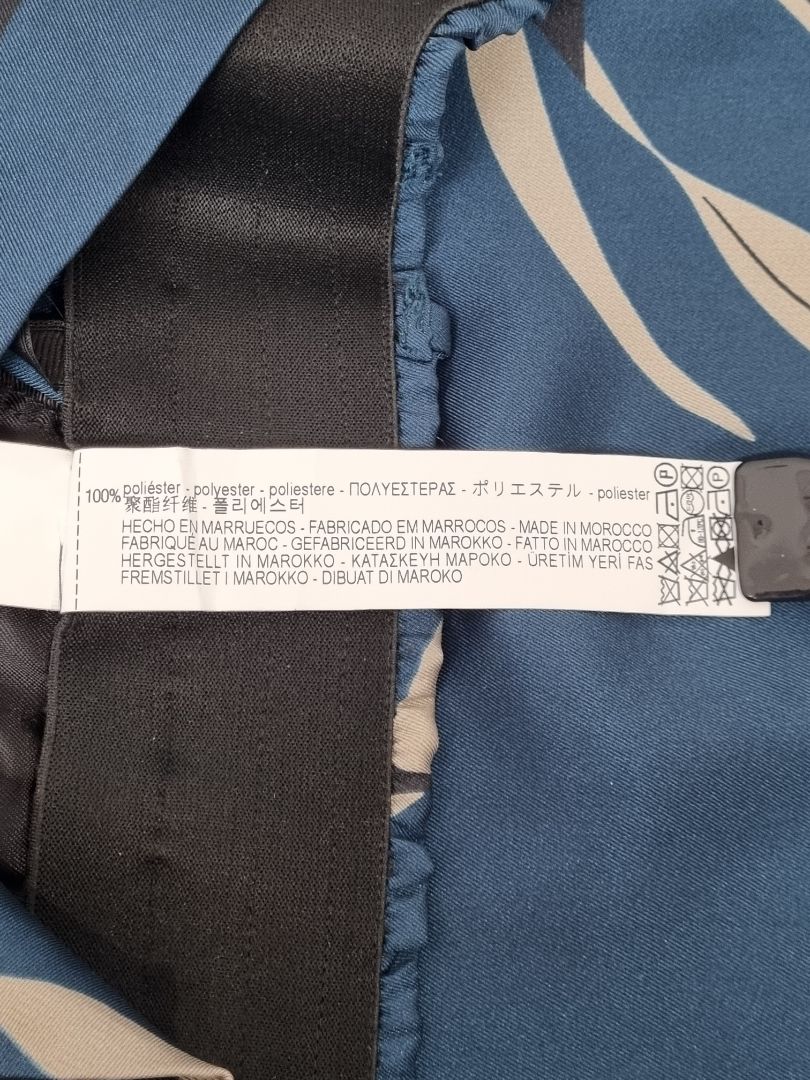 100% poliéster - polyester - poliestere - ΠΟΛΥΕΣΤΕΡΑΣ - ポリエステル - poliester
聚酯纤维 - 폴리에스터
HECHO EN MARRUECOS - FABRICADO EM MARROCOS - MADE IN MOROCCO
FABRIQUÉ AU MAROC - GEFABRICEERD IN MAROKKO - FATTO IN MAROCCO
HERGESTELLT IN MAROKKO - ΚΑΤΑΣΚΕΥΗ ΜΑΡΟΚΟ - ÜRETİM YERİ FAS
FREMSTILLET I MAROKKO - DIBUAT DI MAROKO
P P